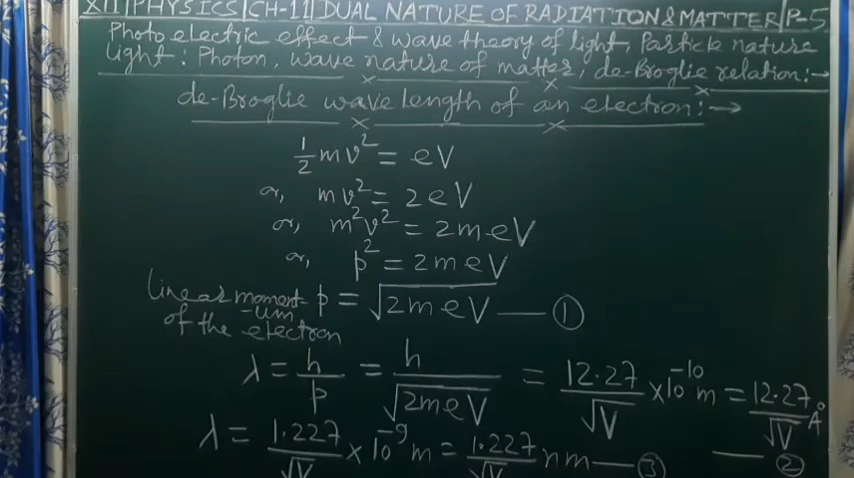 XII|PHYSICS|CH-11|DUAL NATURE OF RADIATION & MATTER|P-5
Photo electric effect & wave theory of light, Particle nature
light: Photon, wave nature of matter, de-Broglie relation:→
de-Broglie wave length of an electron:→
½mv² = eV
or, mv² = 2eV
or, m²v² = 2meV
or, p² = 2meV
linear moment-um of the electron p = √(2meV) — ①
λ = h/p = h/√(2meV) = 12.27/√V × 10⁻¹⁰ m = 12.27/√V Å — ②
λ = 1.227/√V × 10⁻⁹ m = 1.227/√V nm — ③